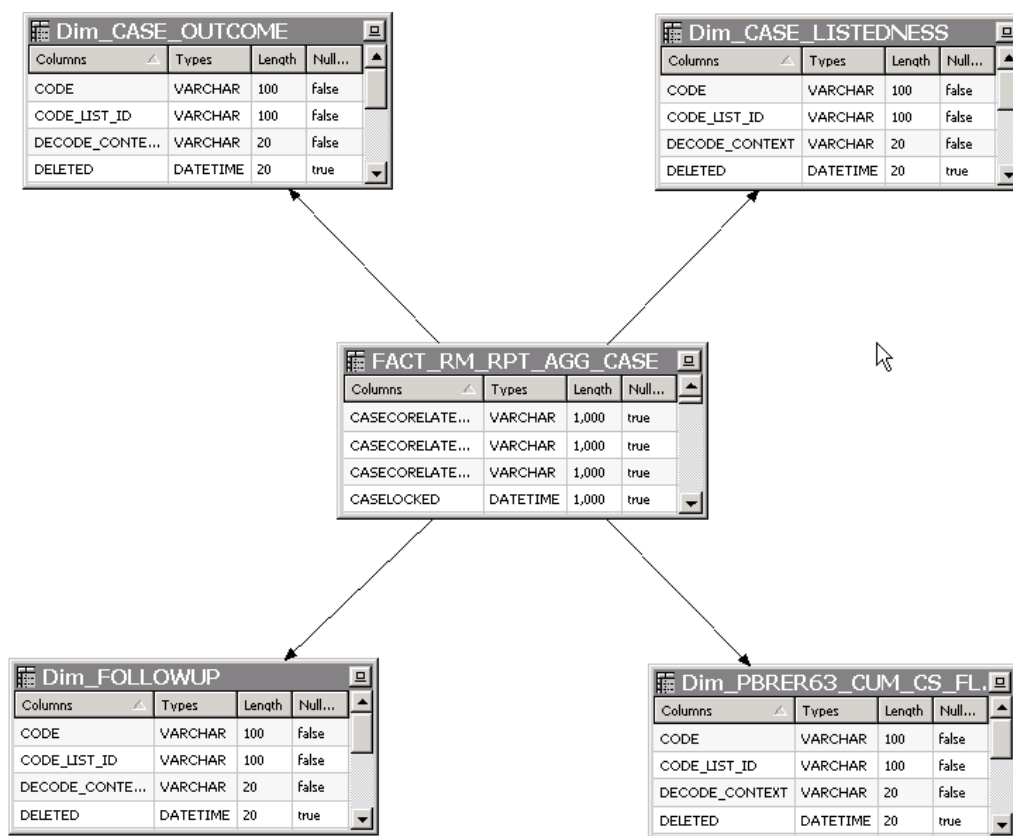 Dim_CASE_OUTCOME
Columns Types Length Null...
CODE VARCHAR 100 false
CODE_LIST_ID VARCHAR 100 false
DECODE_CONTE... VARCHAR 20 false
DELETED DATETIME 20 true
Dim_CASE_LISTEDNESS
Columns Types Length Null...
CODE VARCHAR 100 false
CODE_LIST_ID VARCHAR 100 false
DECODE_CONTEXT VARCHAR 20 false
DELETED DATETIME 20 true
FACT_RM_RPT_AGG_CASE
Columns Types Length Null...
CASECORELATE... VARCHAR 1,000 true
CASECORELATE... VARCHAR 1,000 true
CASECORELATE... VARCHAR 1,000 true
CASELOCKED DATETIME 1,000 true
Dim_FOLLOWUP
Columns Types Length Null...
CODE VARCHAR 100 false
CODE_LIST_ID VARCHAR 100 false
DECODE_CONTE... VARCHAR 20 false
DELETED DATETIME 20 true
Dim_PBRER63_CUM_CS_FL.
Columns Types Length Null...
CODE VARCHAR 100 false
CODE_LIST_ID VARCHAR 100 false
DECODE_CONTEXT VARCHAR 20 false
DELETED DATETIME 20 true